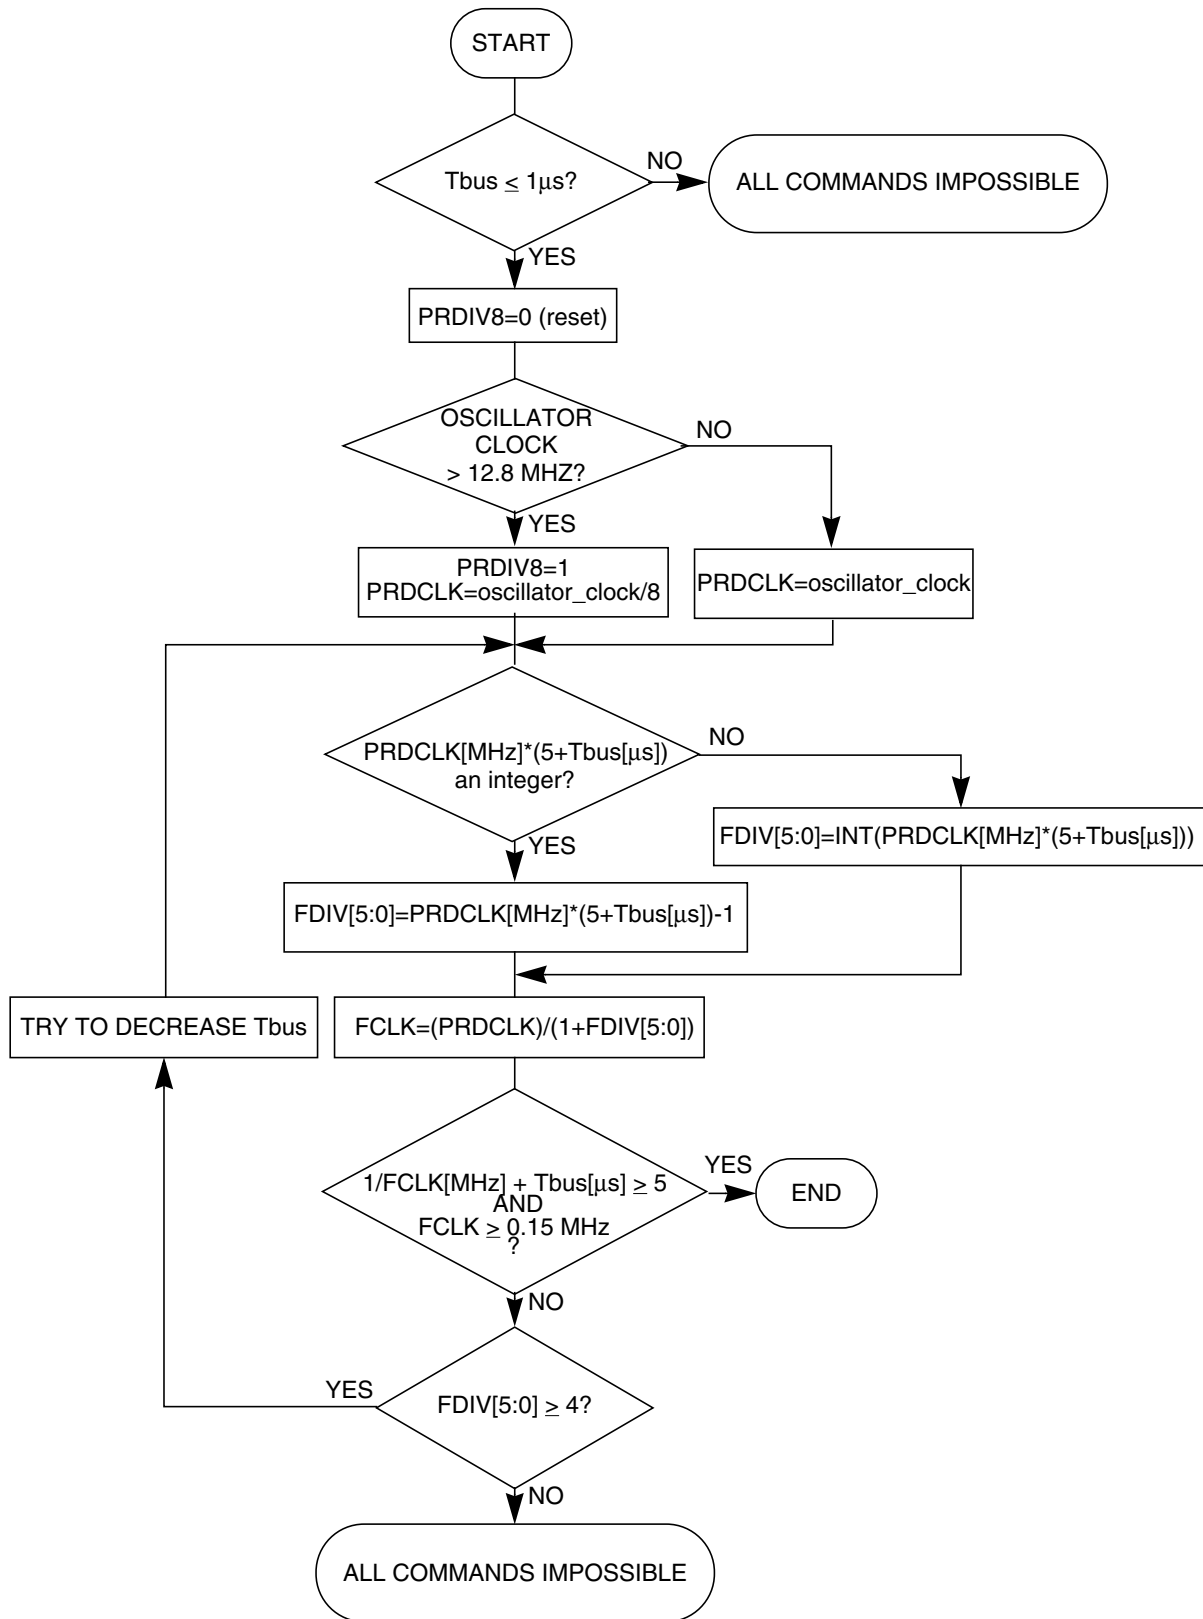 START
Tbus ≤ 1μs?
NO
ALL COMMANDS IMPOSSIBLE
YES
PRDIV8=0 (reset)
OSCILLATOR
CLOCK
> 12.8 MHZ?
NO
YES
PRDIV8=1
PRDCLK=oscillator_clock/8
PRDCLK=oscillator_clock
PRDCLK[MHz]*(5+Tbus[μs])
an integer?
NO
YES
FDIV[5:0]=INT(PRDCLK[MHz]*(5+Tbus[μs]))
FDIV[5:0]=PRDCLK[MHz]*(5+Tbus[μs])-1
TRY TO DECREASE Tbus
FCLK=(PRDCLK)/(1+FDIV[5:0])
1/FCLK[MHz] + Tbus[μs] ≥ 5
AND
FCLK ≥ 0.15 MHz
?
YES
END
NO
FDIV[5:0] ≥ 4?
YES
NO
ALL COMMANDS IMPOSSIBLE